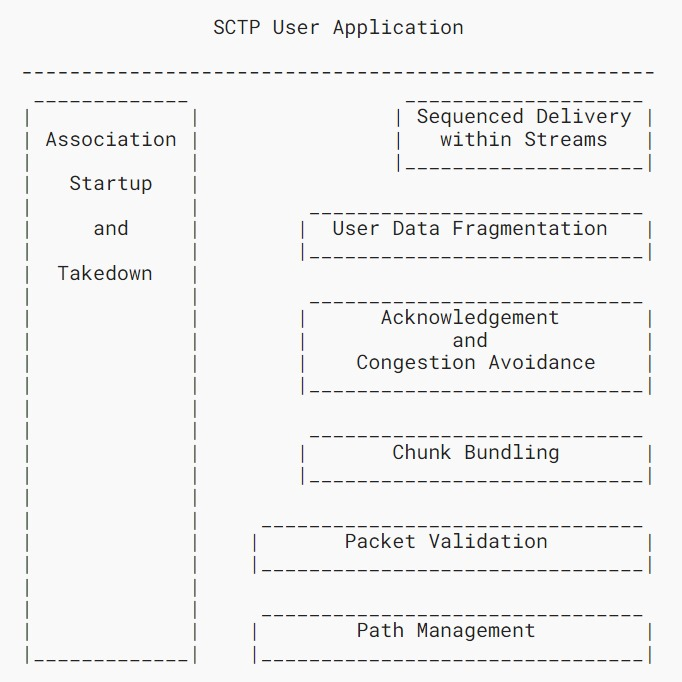 SCTP User Application
Association
Startup
and
Takedown
Sequenced Delivery
within Streams
User Data Fragmentation
Acknowledgement
and
Congestion Avoidance
Chunk Bundling
Packet Validation
Path Management